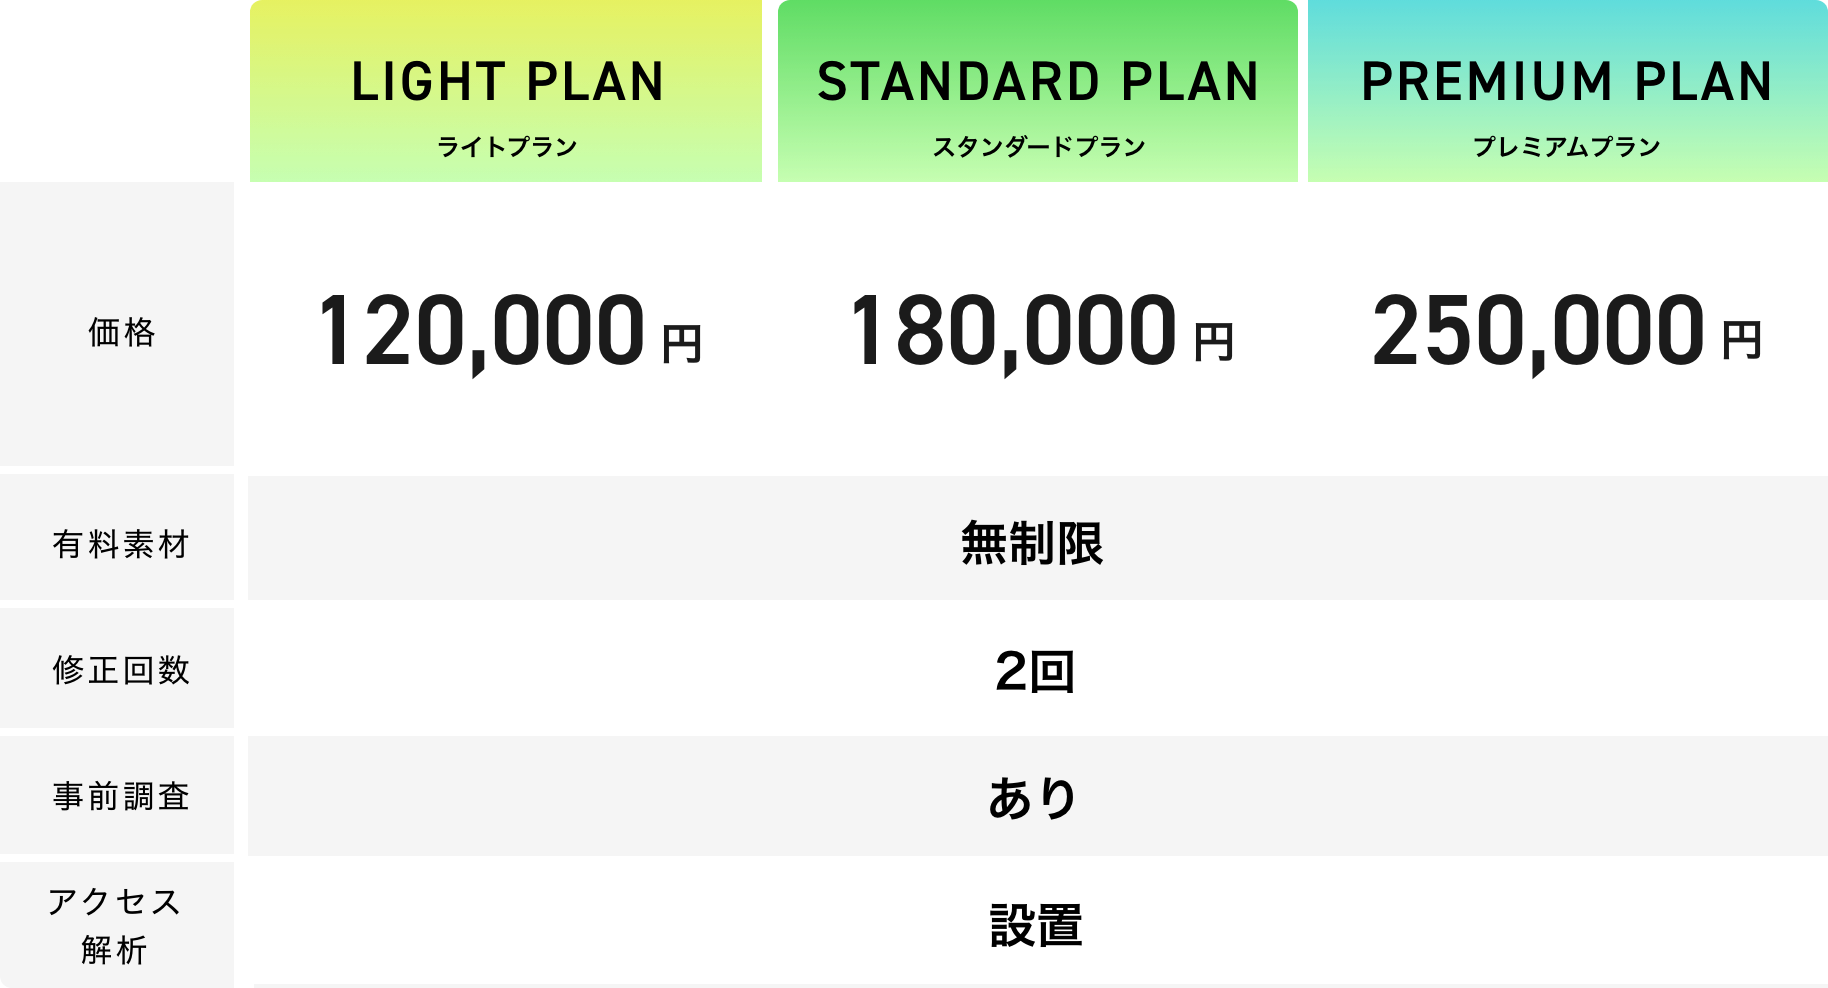 LIGHT PLAN
ライトプラン
STANDARD PLAN
スタンダードプラン
PREMIUM PLAN
プレミアムプラン
価格
120,000円
180,000円
250,000円
有料素材
無制限
修正回数
2回
事前調査
あり
アクセス
解析
設置